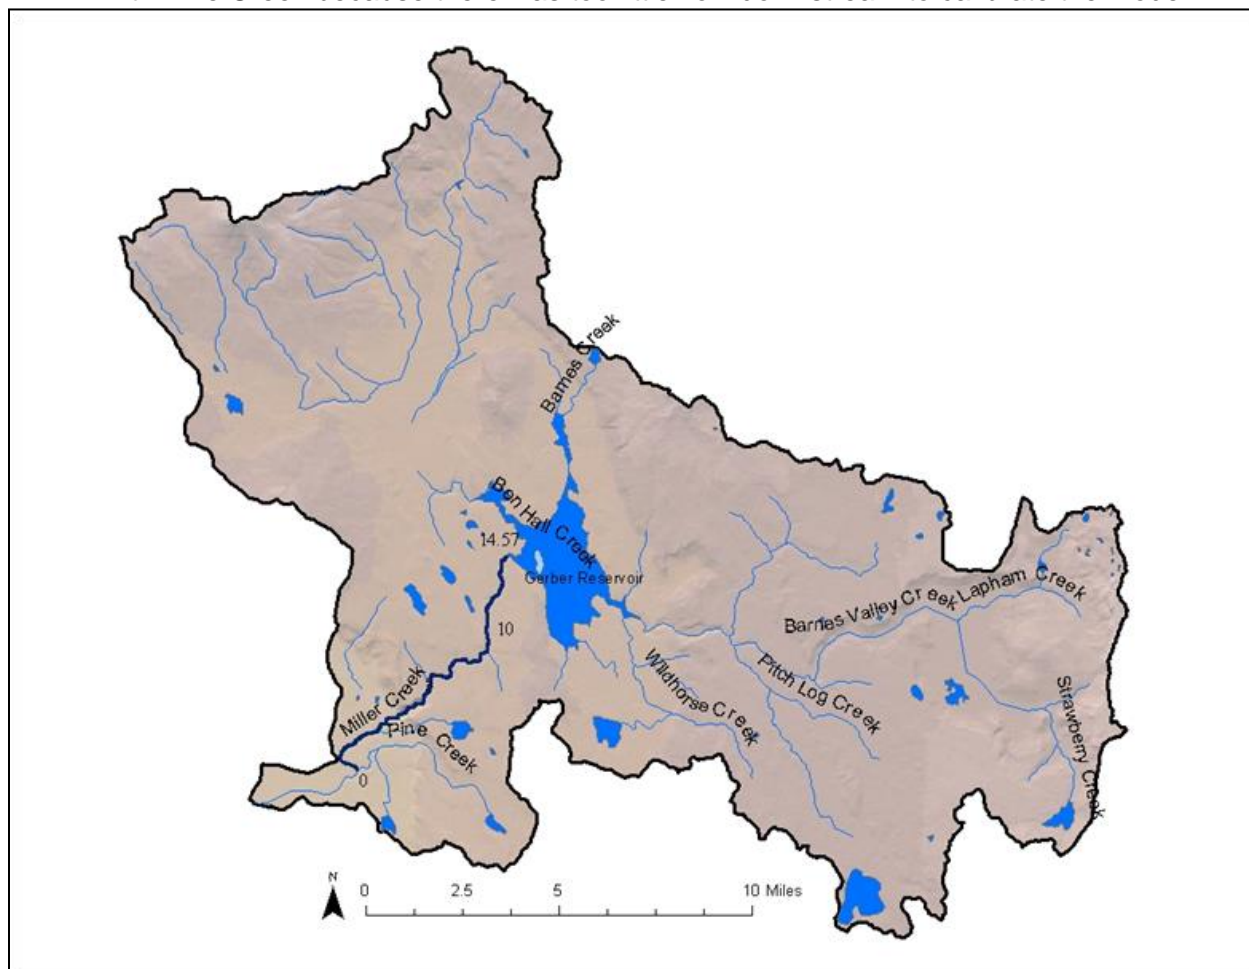 Barnes Creek
Bon Hall Creek
14.57
Gerber Reservoir
10
Barnes Valley Creek
Lapham Creek
Miller Creek
Wildhorse Creek
Pitch Log Creek
Strawberry Creek
Pine Creek
0
N
0 2.5 5 10 Miles